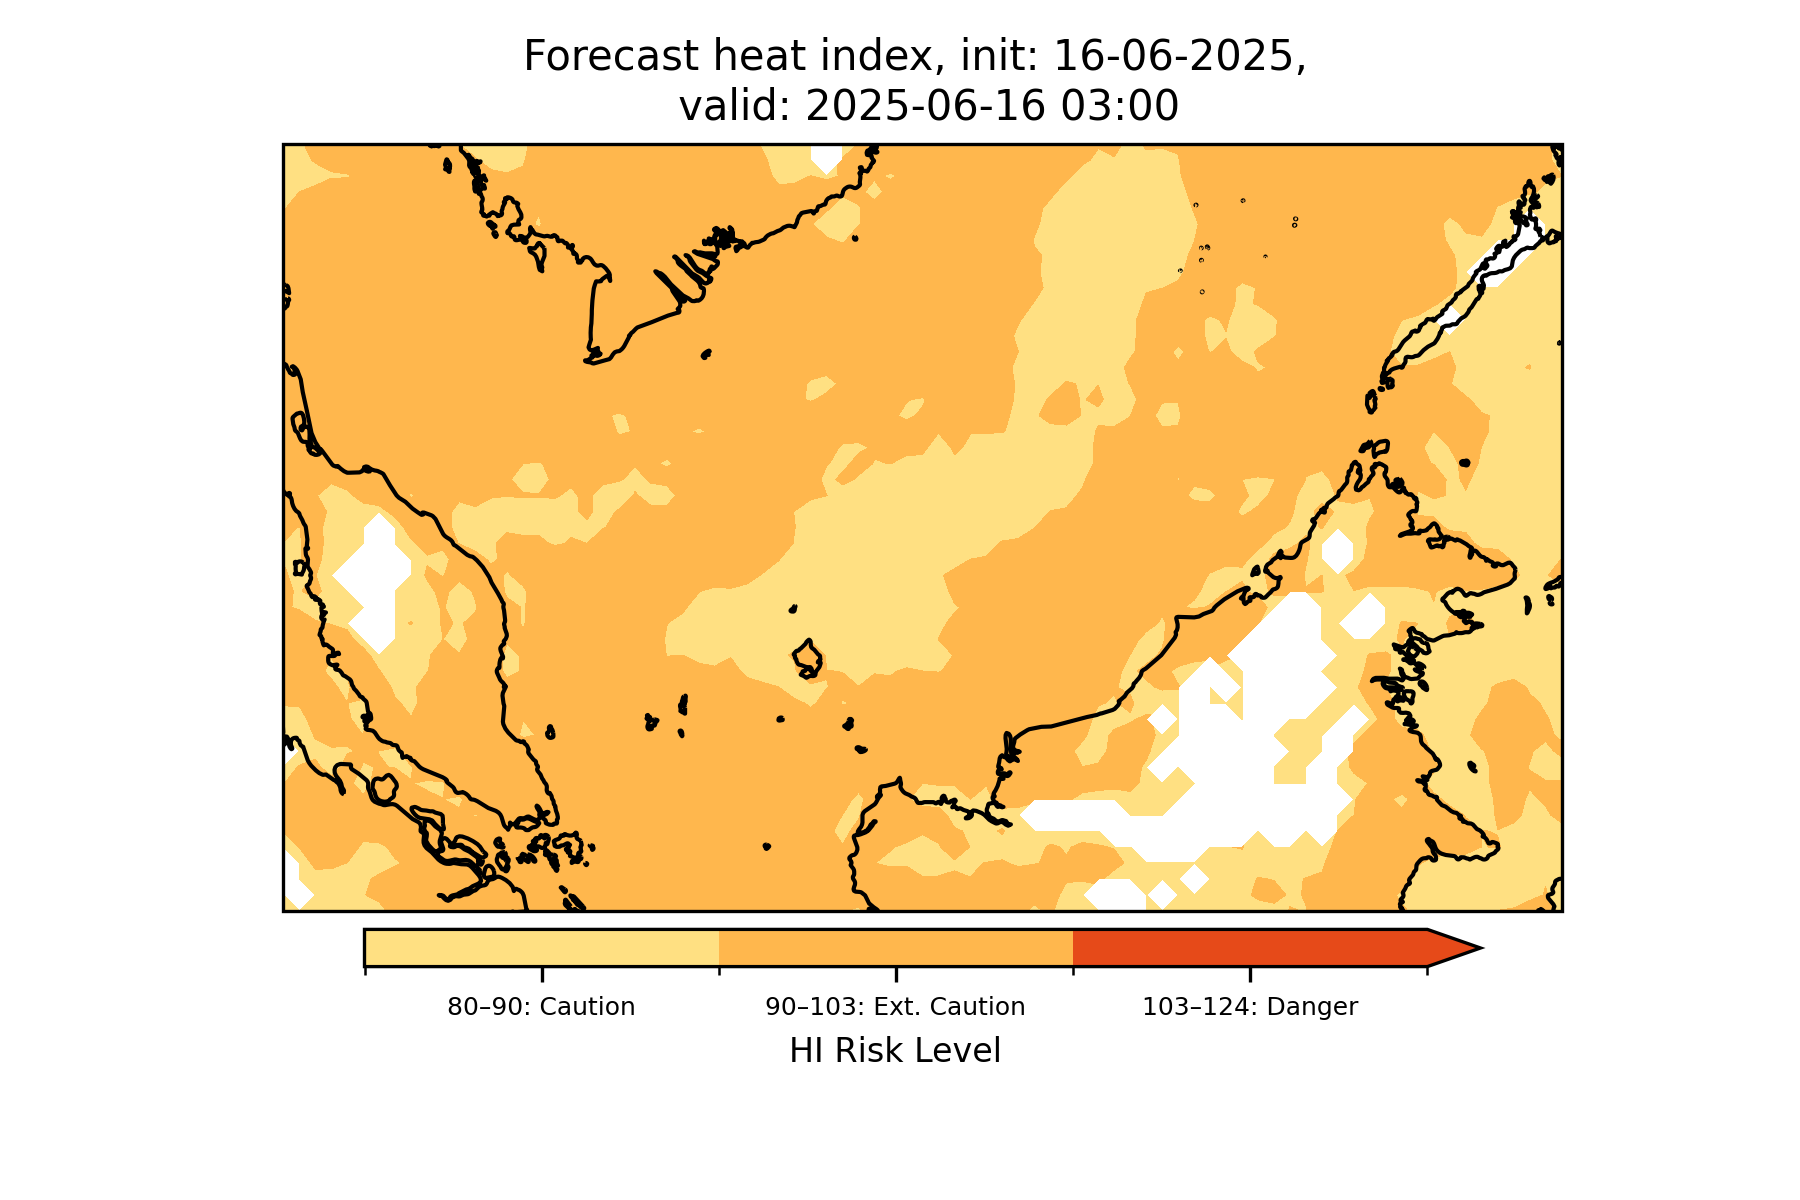 Forecast heat index, init: 16-06-2025,
valid: 2025-06-16 03:00
80–90: Caution
90–103: Ext. Caution
103–124: Danger
HI Risk Level